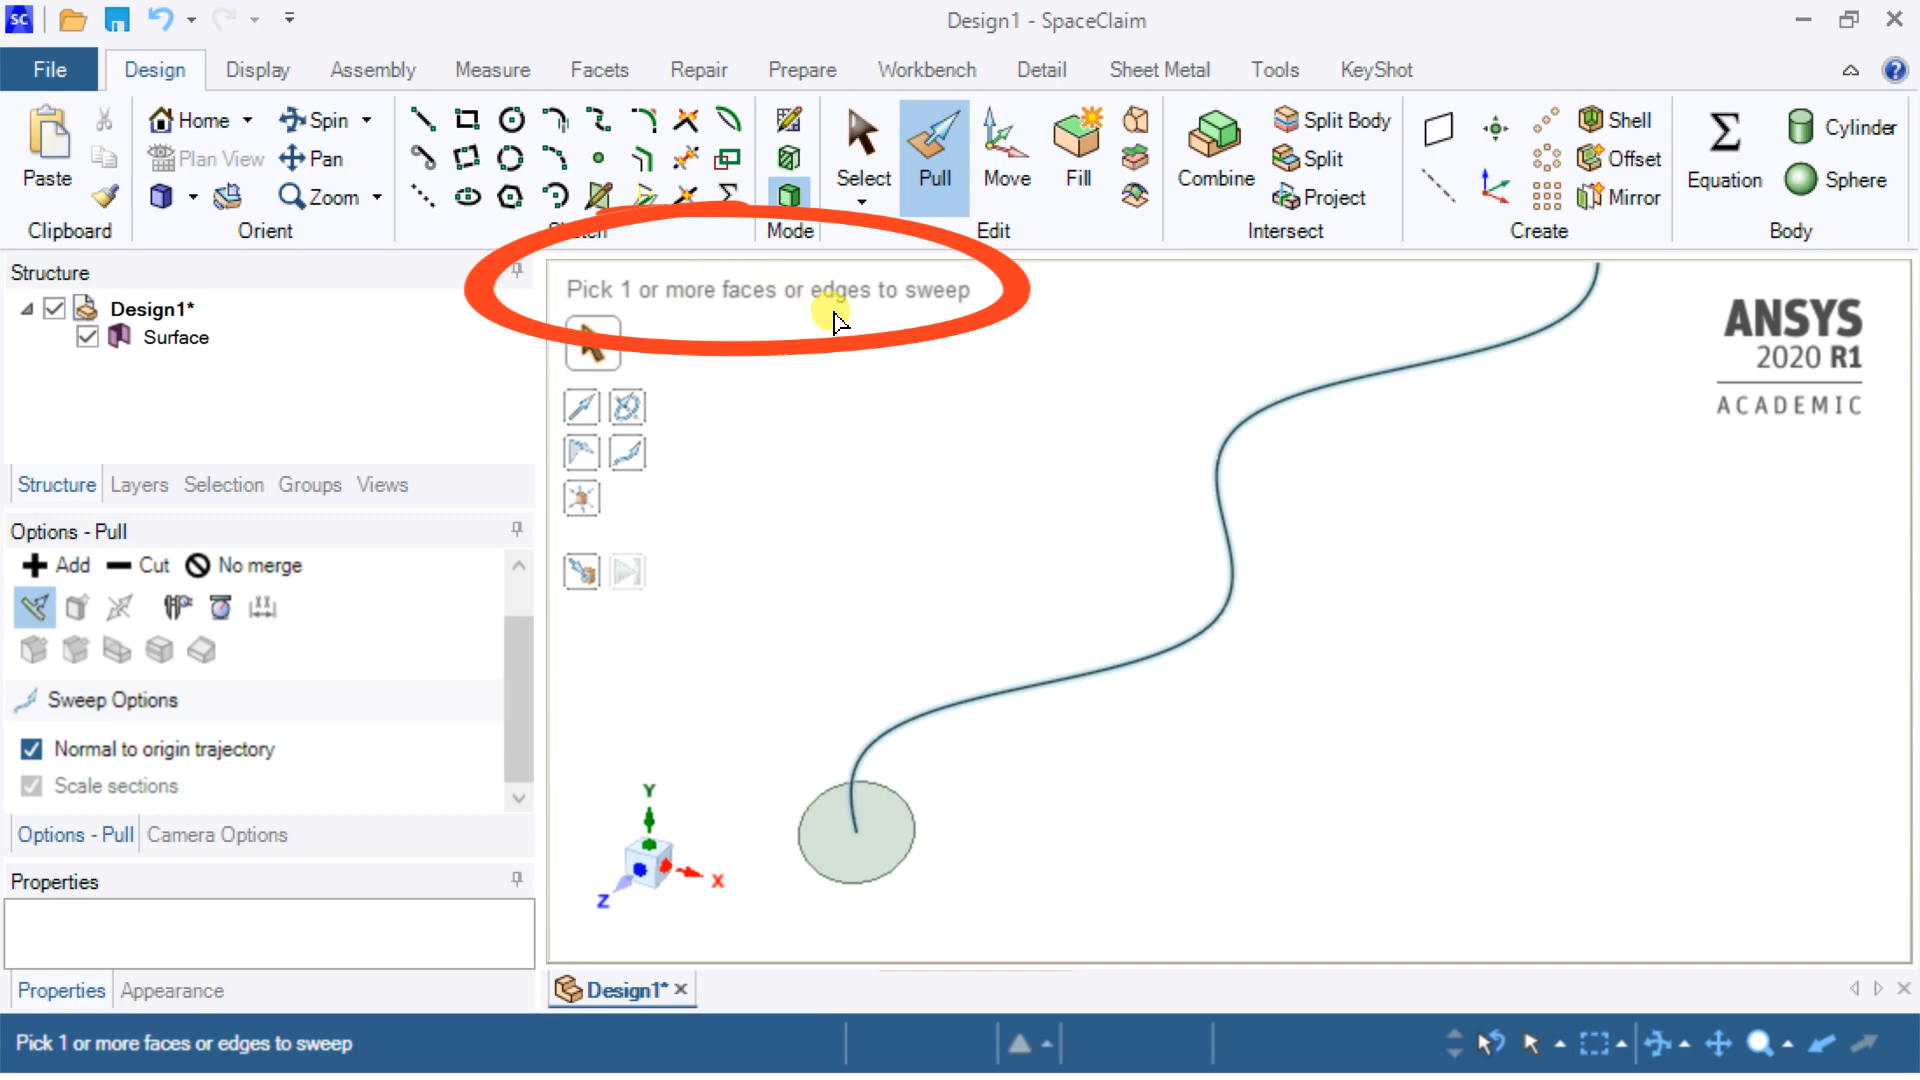 SC
Design1 - SpaceClaim
File Design Display Assembly Measure Facets Repair Prepare Workbench Detail Sheet Metal Tools KeyShot
Paste
Clipboard
Home
Plan View
Spin
Pan
Zoom
Orient
Mode
Select
Pull
Move
Fill
Edit
Combine
Split Body
Split
Project
Intersect
Shell
Offset
Mirror
Create
Equation
Cylinder
Sphere
Body
Structure
Design1*
Surface
Structure Layers Selection Groups Views
Options - Pull
Add Cut No merge
Sweep Options
Normal to origin trajectory
Scale sections
Options - Pull Camera Options
Properties
Properties Appearance
Pick 1 or more faces or edges to sweep
ANSYS
2020 R1
ACADEMIC
Y
X
Z
Design1*
Pick 1 or more faces or edges to sweep